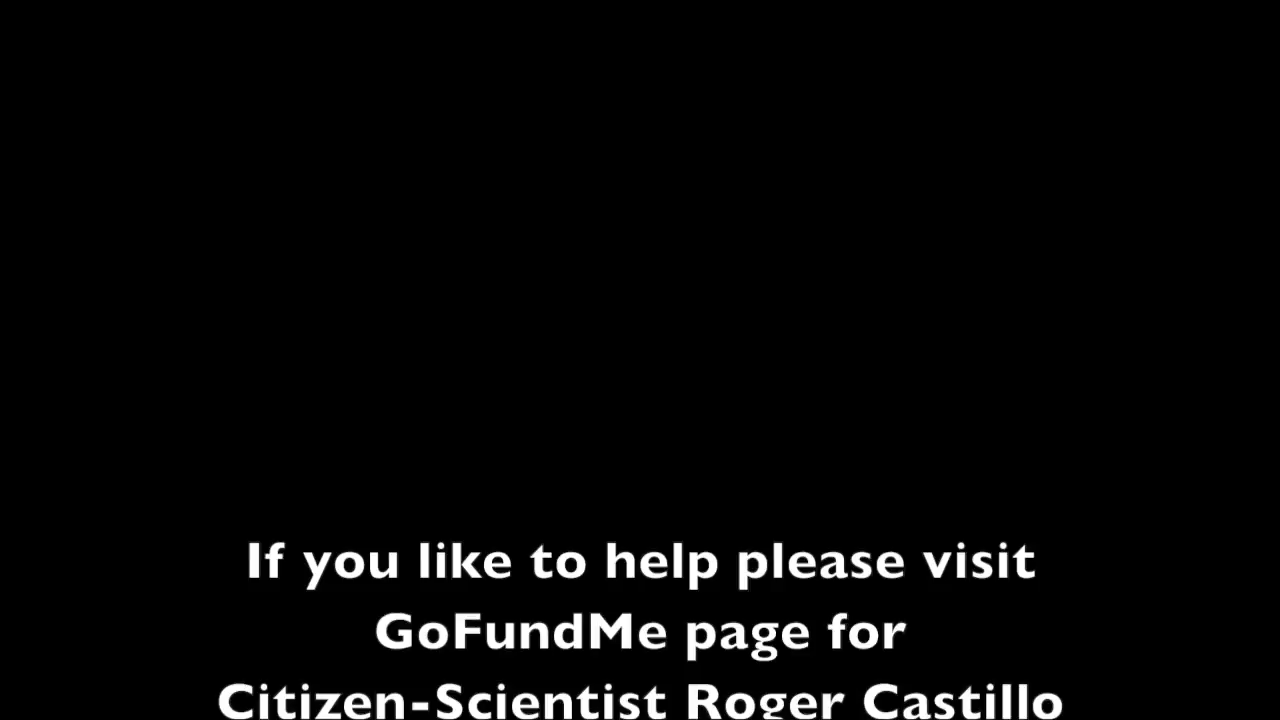 If you like to help please visit
GoFundMe page for
Citizen-Scientist Roger Castillo